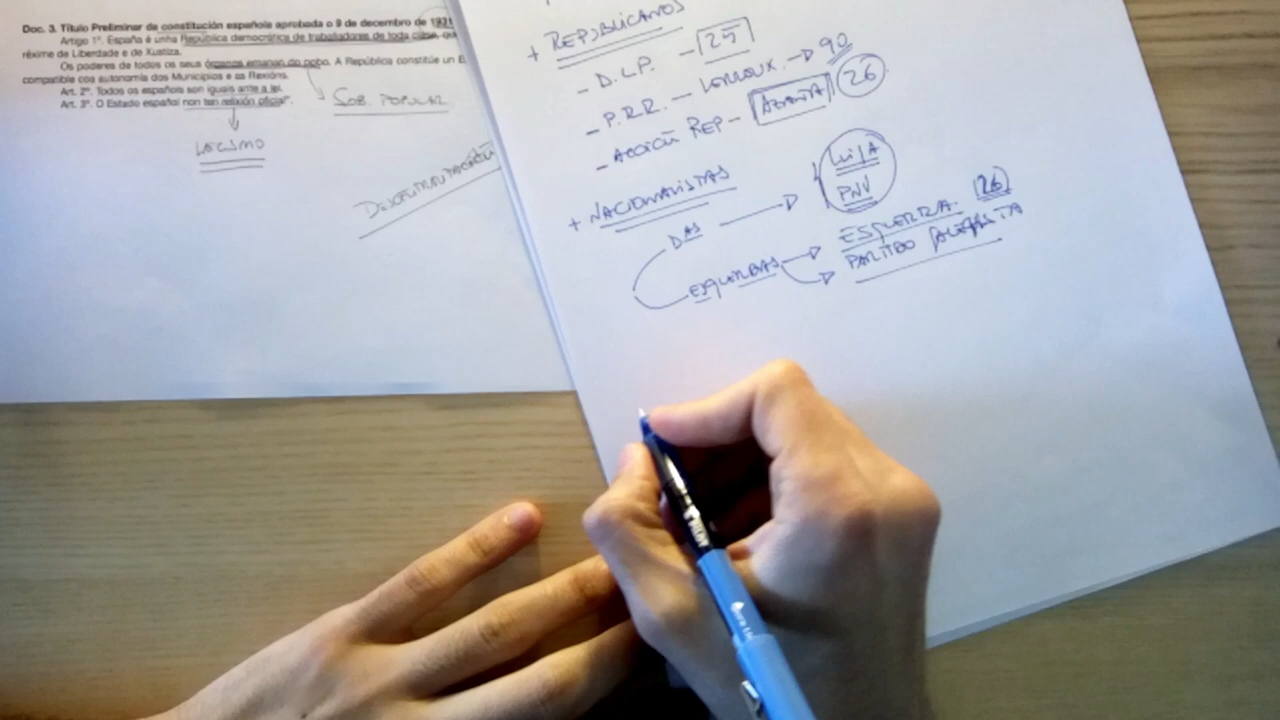 Doc. 3. Título Preliminar da constitución española aprobada o 9 de decembro de 1931
Artigo 1º. España é unha República democrática de traballadores de toda clase, que
réxime de Liberdade e de Xustiza.
Os poderes de todos os seus órganos emanan do pobo. A República constitúe un E
compatible coa autonomía dos Municipios e as Rexións.
Art. 2º. Todos os españois son iguais ante a lei.
Art. 3º. O Estado español non ten relixión oficial".
SOB. POPULAR
LAICISMO
+ REPUBLICANOS
- D.L.P. - 25
- P.R.R. - LERROUX. → 90
- ACCIÓN REP - AZAÑA 26
+ NACIONALISTAS
DAS → LLIGA
PNV
ESQUERDAS → ESQUERRA. 26
PARTIDO
PILOT